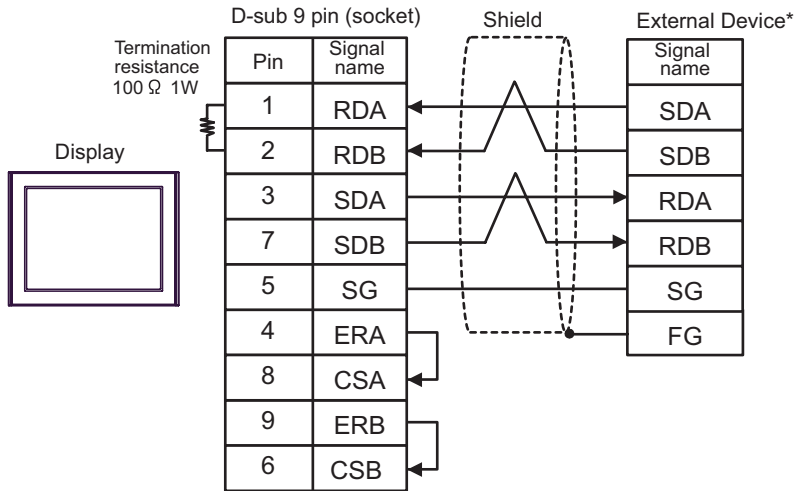 D-sub 9 pin (socket)
Shield
External Device*
Termination
resistance
100 Ω 1W
Display
Pin
Signal
name
1
RDA
2
RDB
3
SDA
7
SDB
5
SG
4
ERA
8
CSA
9
ERB
6
CSB
Signal
name
SDA
SDB
RDA
RDB
SG
FG